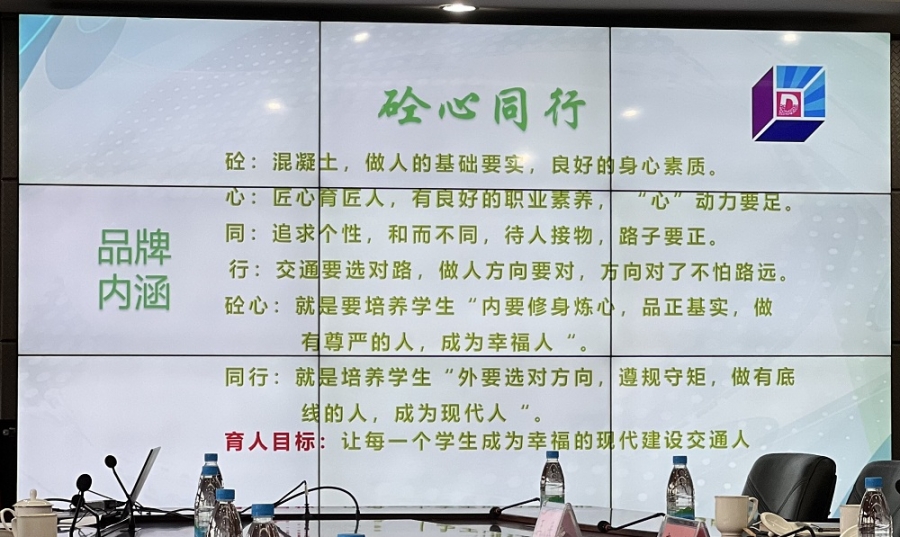 砼心同行
D
品牌
内涵
砼：混凝土，做人的基础要实，良好的身心素质。
心：匠心育匠人，有良好的职业素养，“心”动力要足。
同：追求个性，和而不同，待人接物，路子要正。
行：交通要选对路，做人方向要对，方向对了不怕路远。
砼心：就是要培养学生“内要修身炼心，品正基实，做
有尊严的人，成为幸福人“。
同行：就是培养学生“外要选对方向，遵规守矩，做有底
线的人，成为现代人“。
育人目标：让每一个学生成为幸福的现代建设交通人